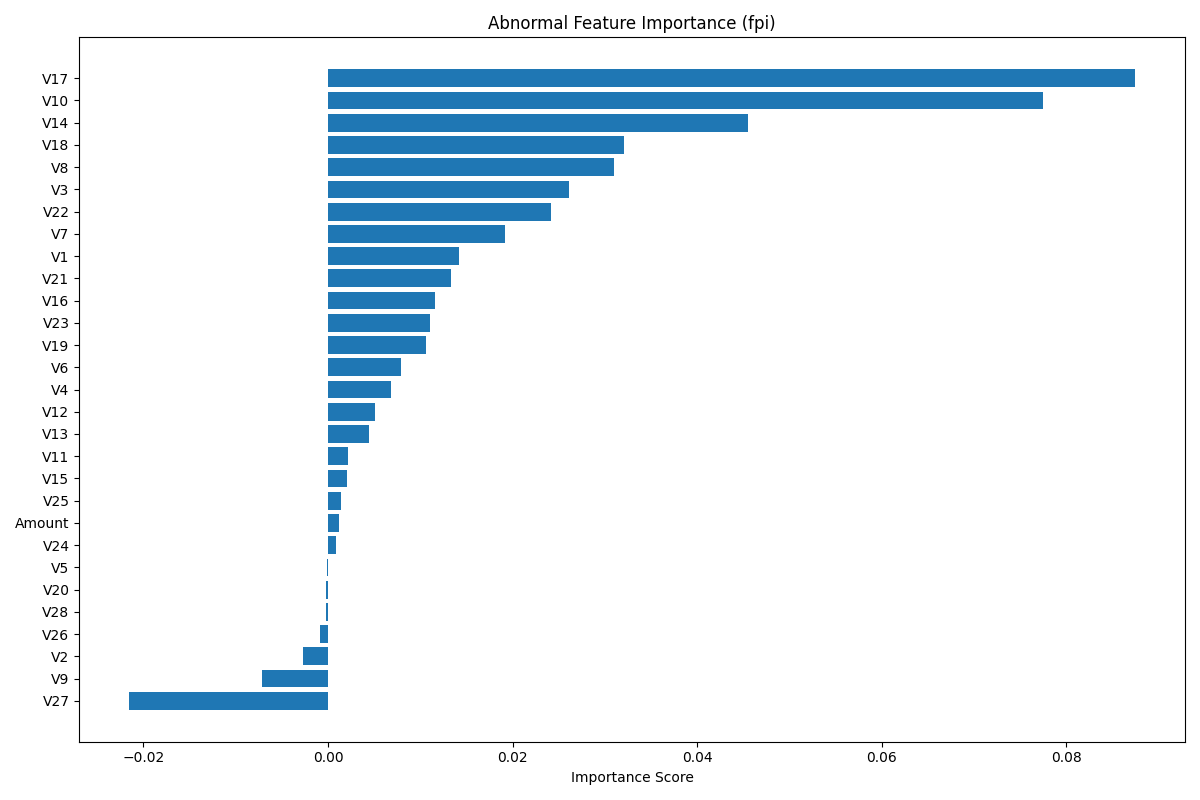 Abnormal Feature Importance (fpi)
V17
V10
V14
V18
V8
V3
V22
V7
V1
V21
V16
V23
V19
V6
V4
V12
V13
V11
V15
V25
Amount
V24
V5
V20
V28
V26
V2
V9
V27
−0.02 0.00 0.02 0.04 0.06 0.08
Importance Score